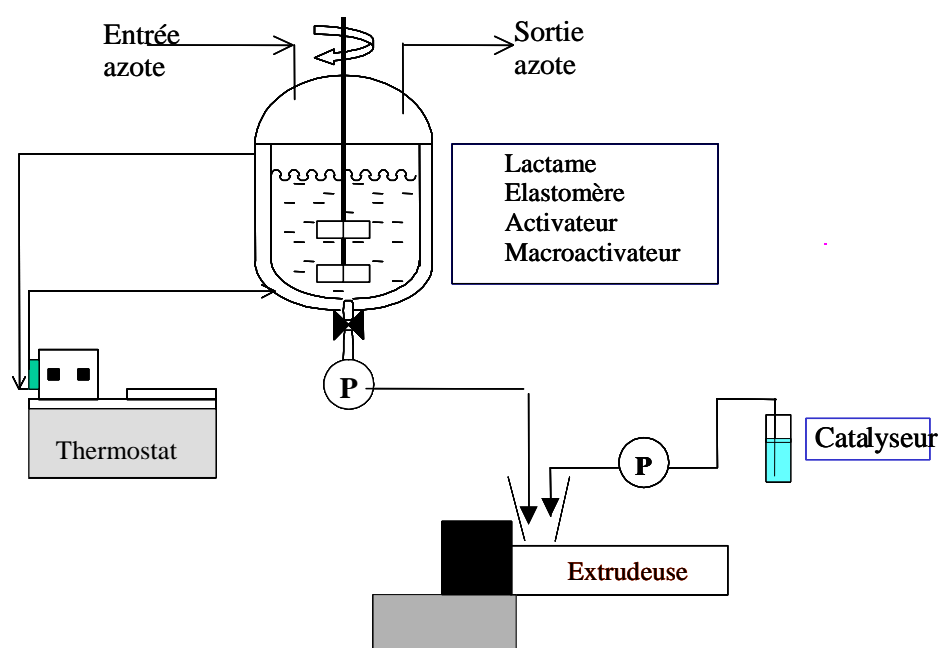 Entrée
azote
Sortie
azote
Lactame
Elastomère
Activateur
Macroactivateur
P
Thermostat
P
Catalyseur
Extrudeuse